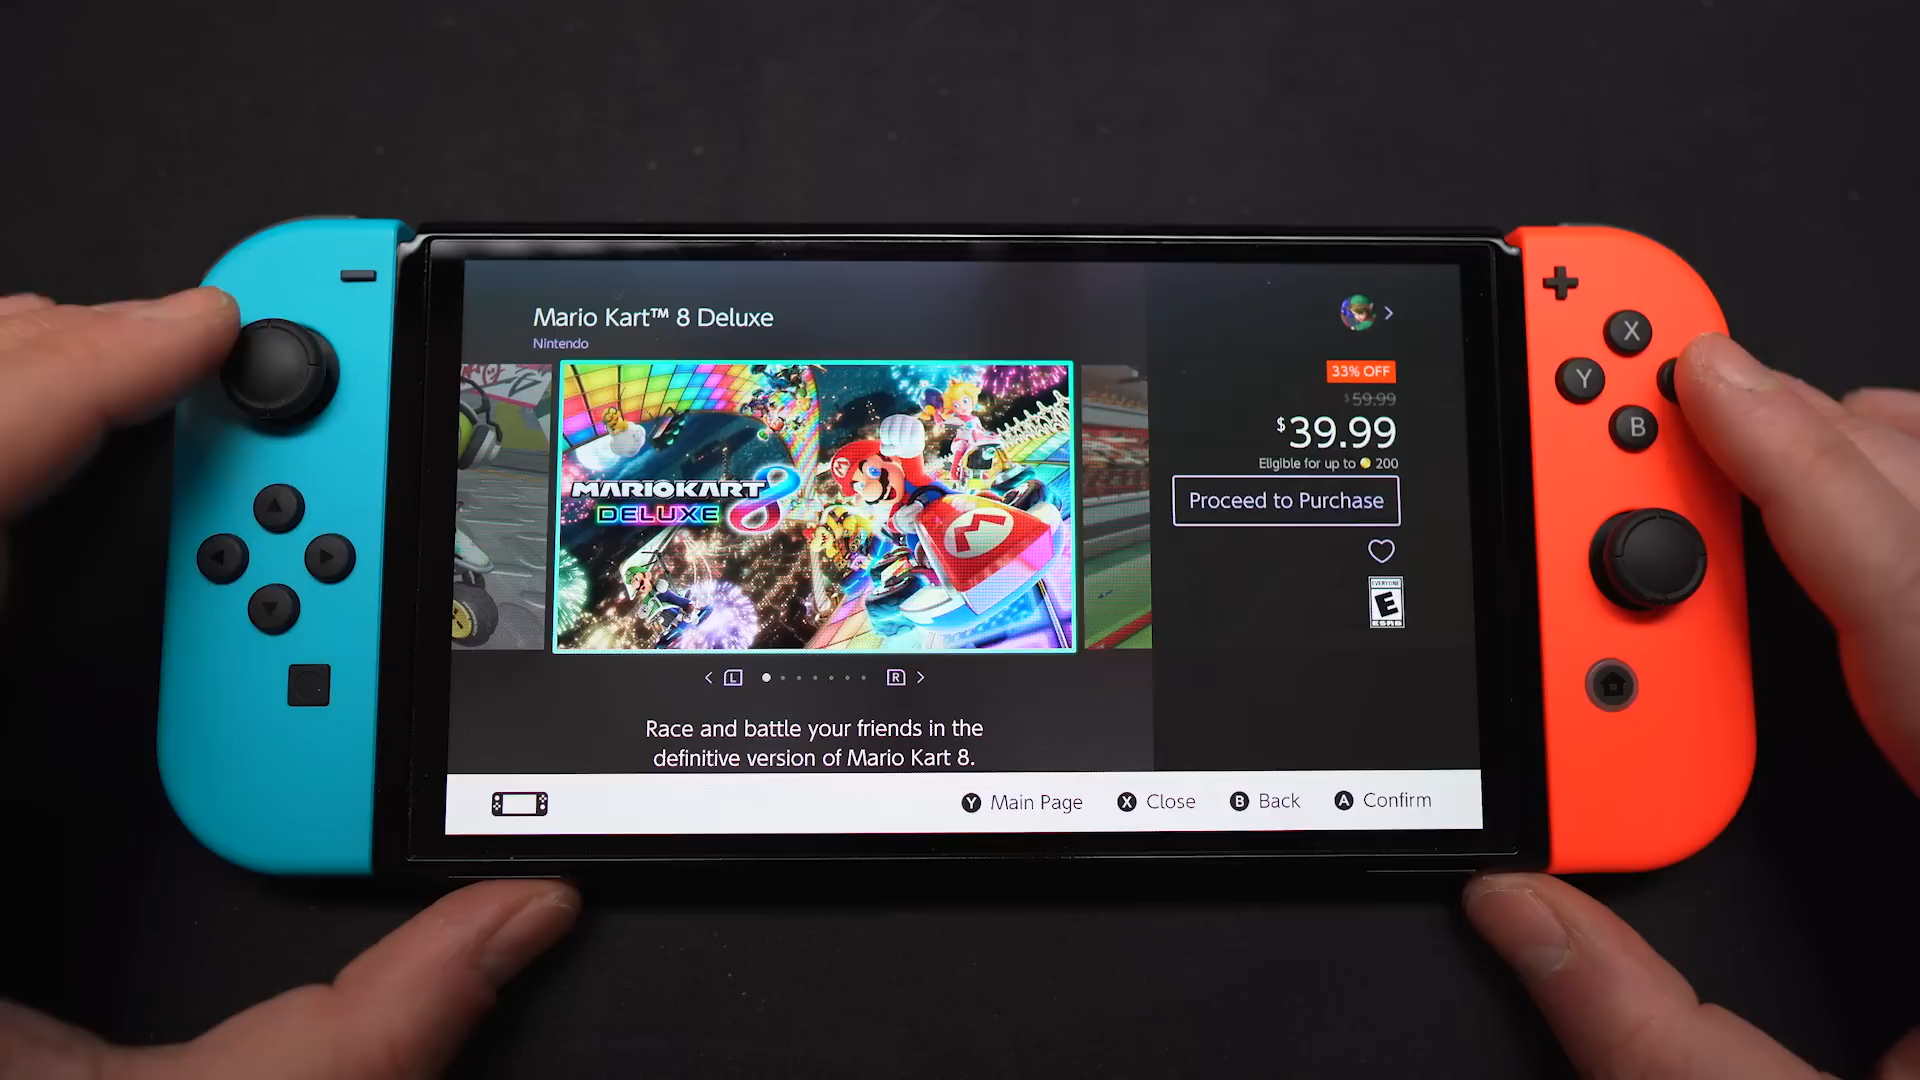 Mario Kart™ 8 Deluxe
Nintendo
MARIOKART 8
DELUXE
33% OFF
$59.99
$39.99
Eligible for up to 200
Proceed to Purchase
EVERYONE
E
ESRB
L
R
Race and battle your friends in the
definitive version of Mario Kart 8.
Y Main Page
X Close
B Back
A Confirm
X
Y
B